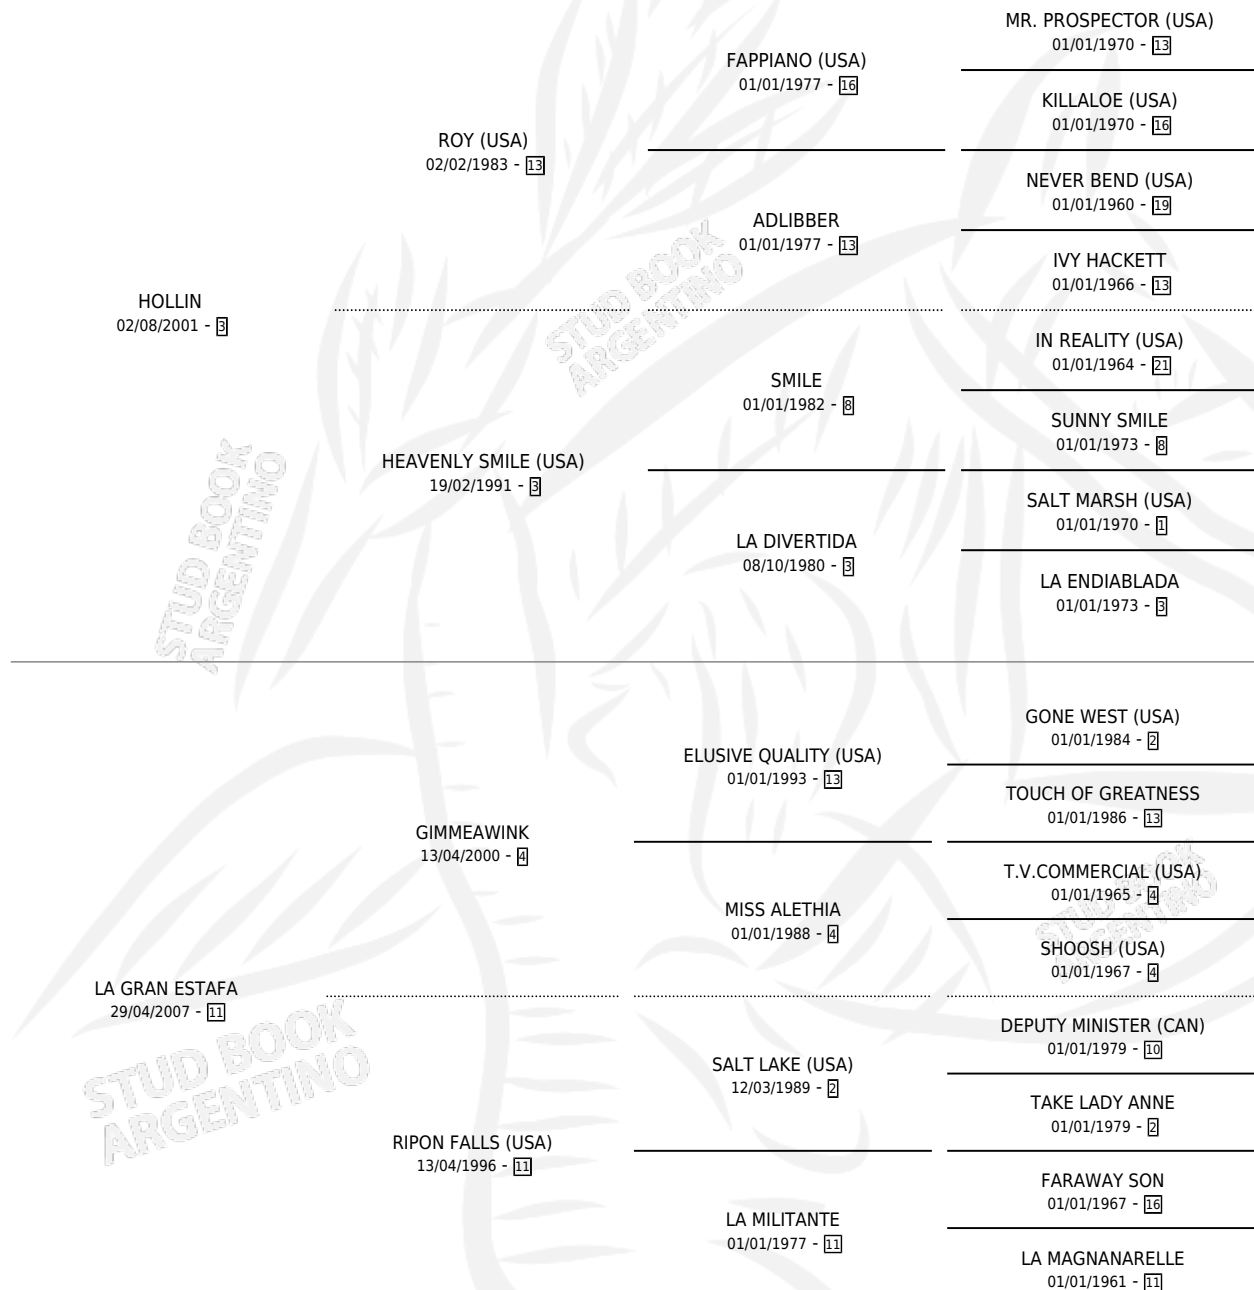 HOLLIN
02/08/2001 - 3
ROY (USA)
02/02/1983 - 13
FAPPIANO (USA)
01/01/1977 - 16
MR. PROSPECTOR (USA)
01/01/1970 - 13
KILLALOE (USA)
01/01/1970 - 16
ADLIBBER
01/01/1977 - 13
NEVER BEND (USA)
01/01/1960 - 19
IVY HACKETT
01/01/1966 - 13
HEAVENLY SMILE (USA)
19/02/1991 - 3
SMILE
01/01/1982 - 8
IN REALITY (USA)
01/01/1964 - 21
SUNNY SMILE
01/01/1973 - 8
LA DIVERTIDA
08/10/1980 - 3
SALT MARSH (USA)
01/01/1970 - 1
LA ENDIABLADA
01/01/1973 - 3
LA GRAN ESTAFA
29/04/2007 - 11
GIMMEAWINK
13/04/2000 - 4
ELUSIVE QUALITY (USA)
01/01/1993 - 13
GONE WEST (USA)
01/01/1984 - 2
TOUCH OF GREATNESS
01/01/1986 - 13
MISS ALETHIA
01/01/1988 - 4
T.V.COMMERCIAL (USA)
01/01/1965 - 4
SHOOSH (USA)
01/01/1967 - 4
RIPON FALLS (USA)
13/04/1996 - 11
SALT LAKE (USA)
12/03/1989 - 2
DEPUTY MINISTER (CAN)
01/01/1979 - 10
TAKE LADY ANNE
01/01/1979 - 2
LA MILITANTE
01/01/1977 - 11
FARAWAY SON
01/01/1967 - 16
LA MAGNANARELLE
01/01/1961 - 11
STUD BOOK
ARGENTINO
STUD BOOK
ARGENTINO
STUD BOOK
ARGENTINO
STUD BOOK
ARGENTINO